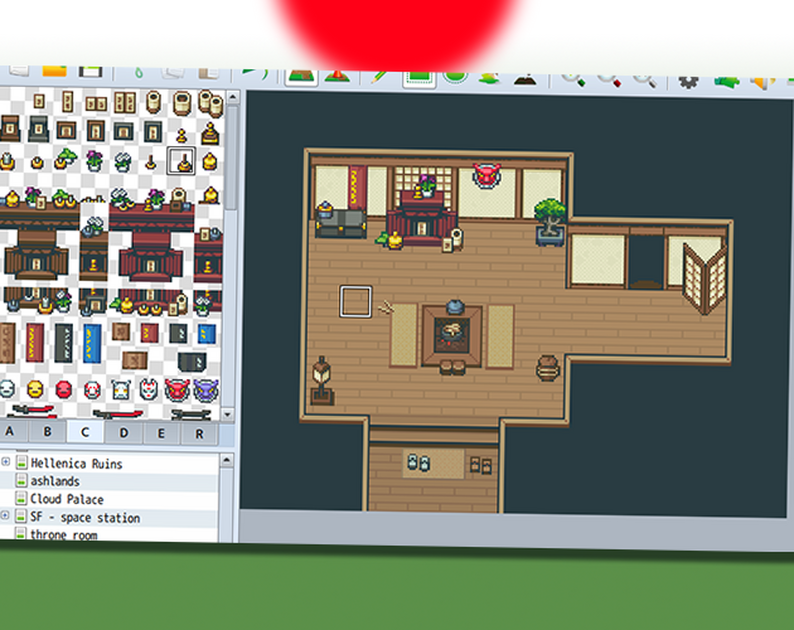 A B C D E R
Hellenica Ruins
ashlands
Cloud Palace
SF - space station
throne room